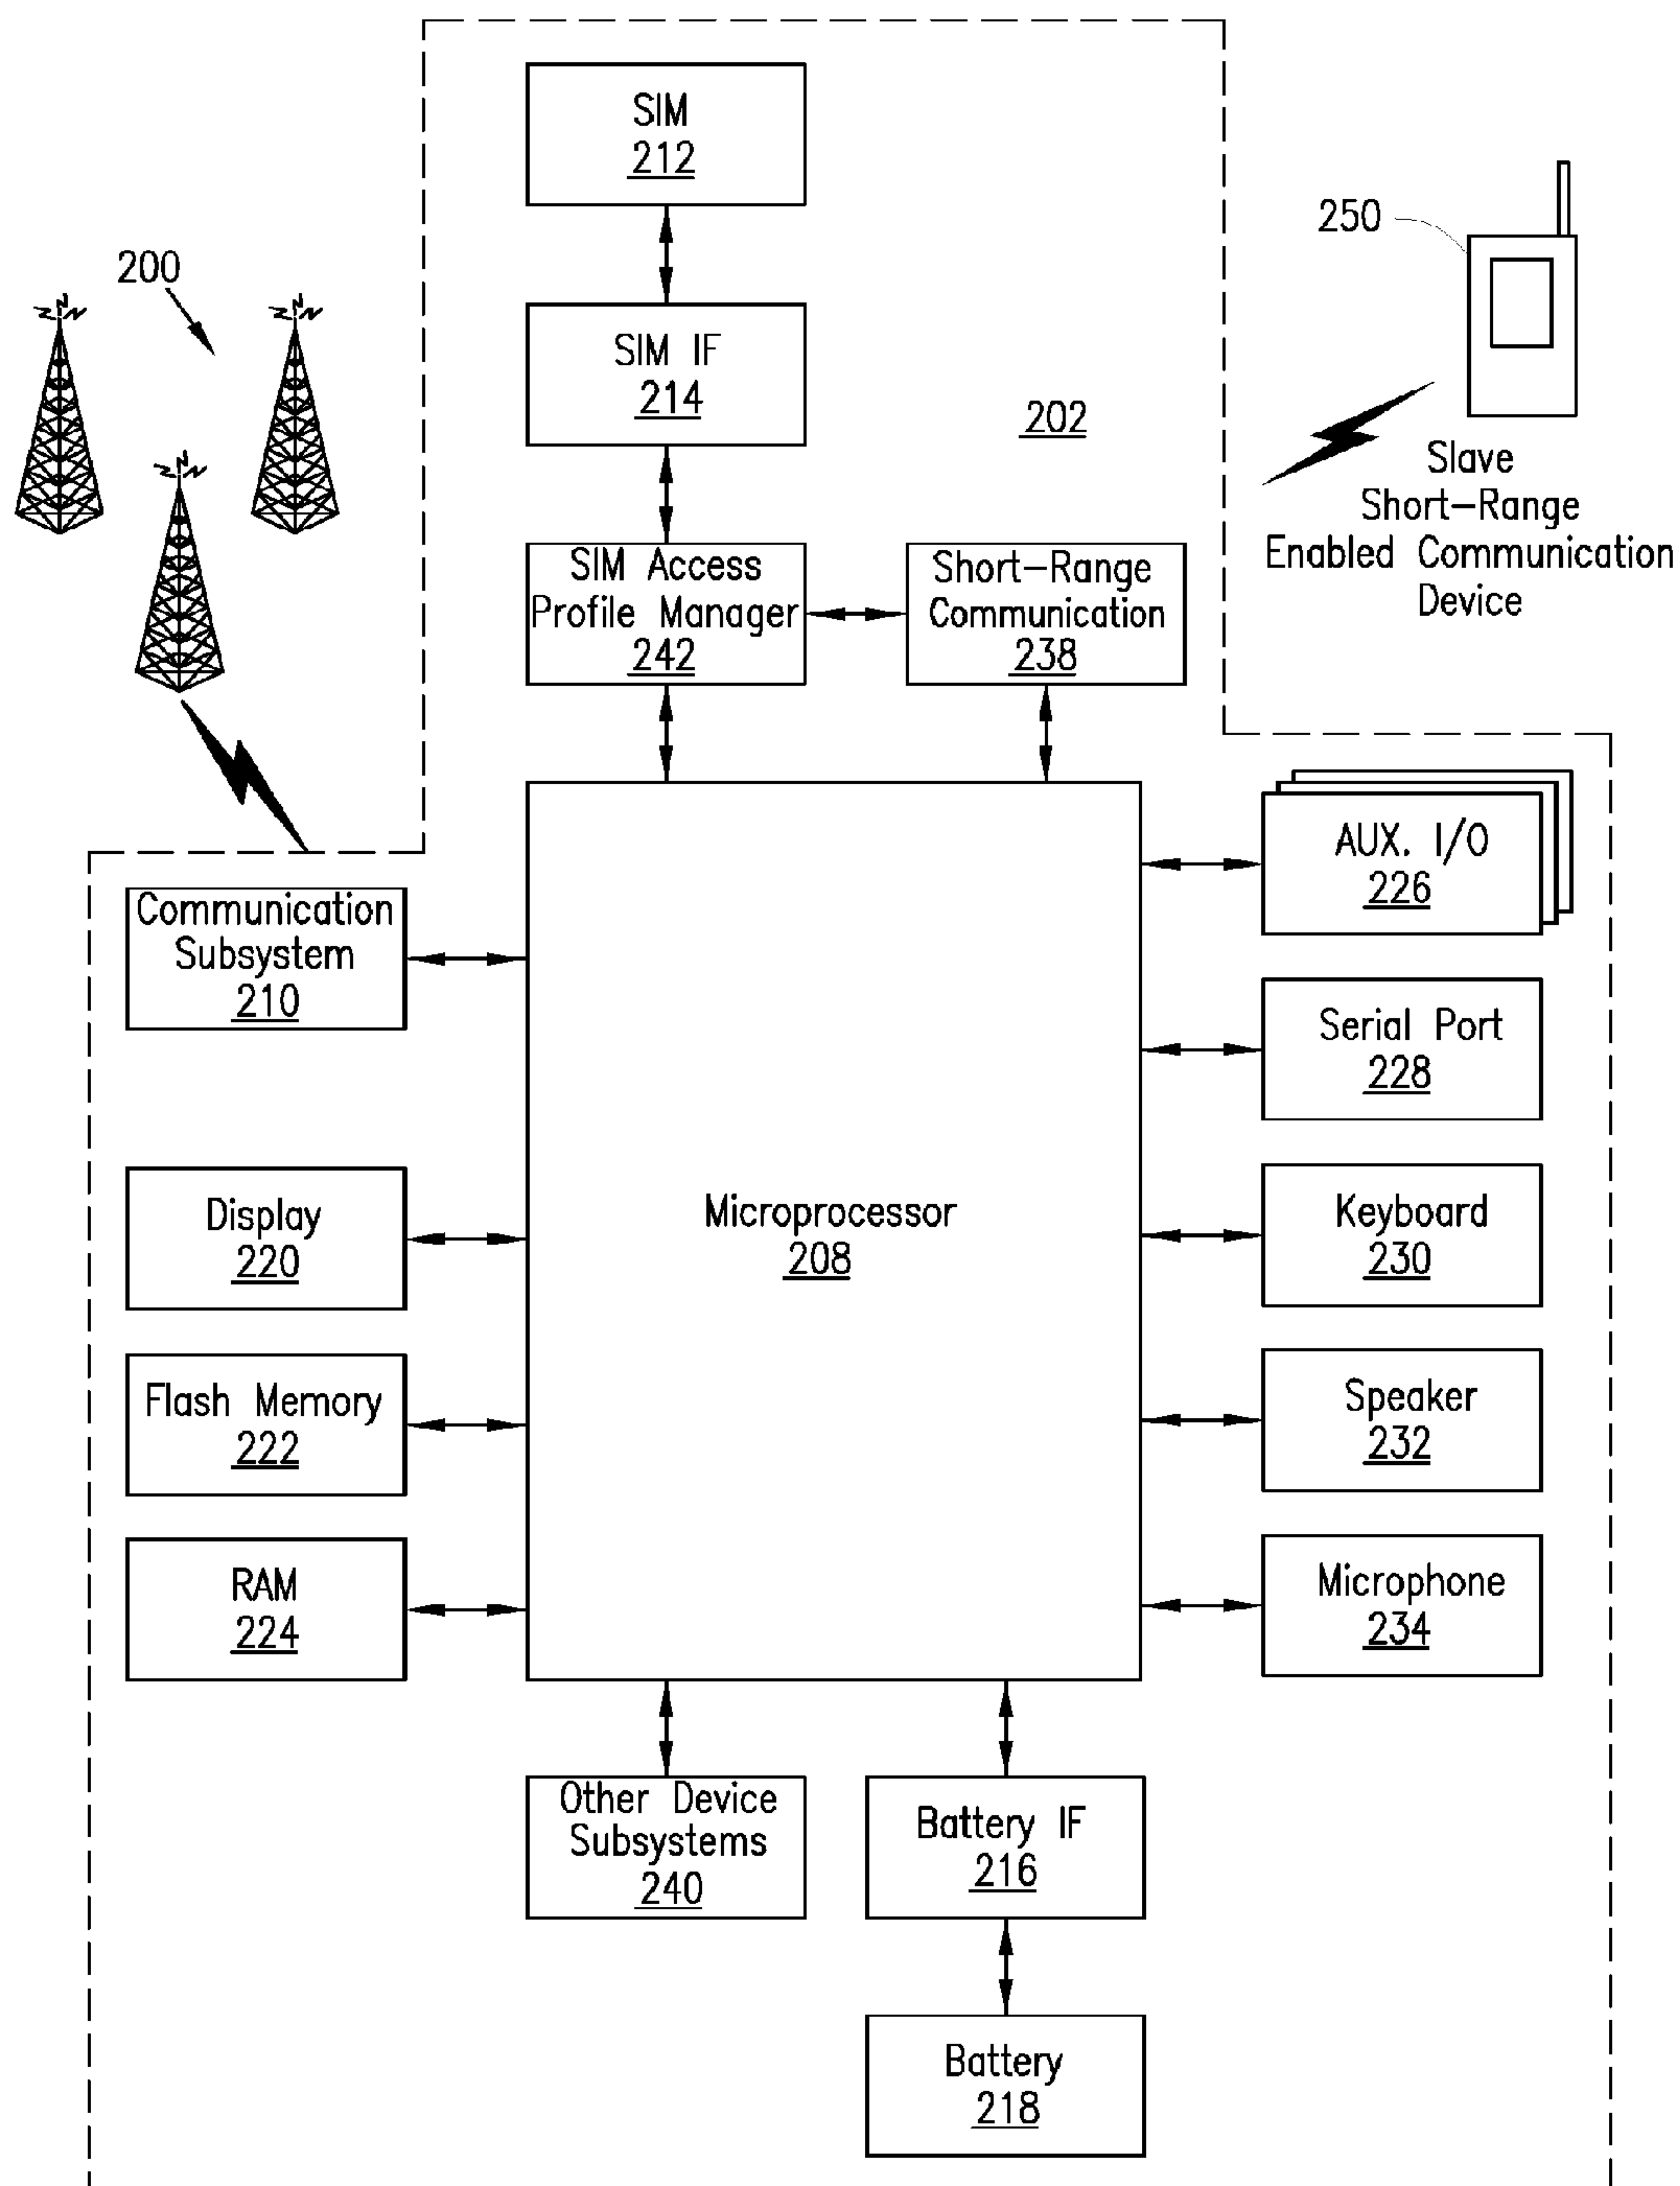 SIM
212
200
250
SIM IF
214
202
Slave
Short-Range
Enabled Communication
Device
SIM Access
Profile Manager
242
Short-Range
Communication
238
AUX. I/O
226
Communication
Subsystem
210
Serial Port
228
Display
220
Microprocessor
208
Keyboard
230
Flash Memory
222
Speaker
232
RAM
224
Microphone
234
Other Device
Subsystems
240
Battery IF
216
Battery
218